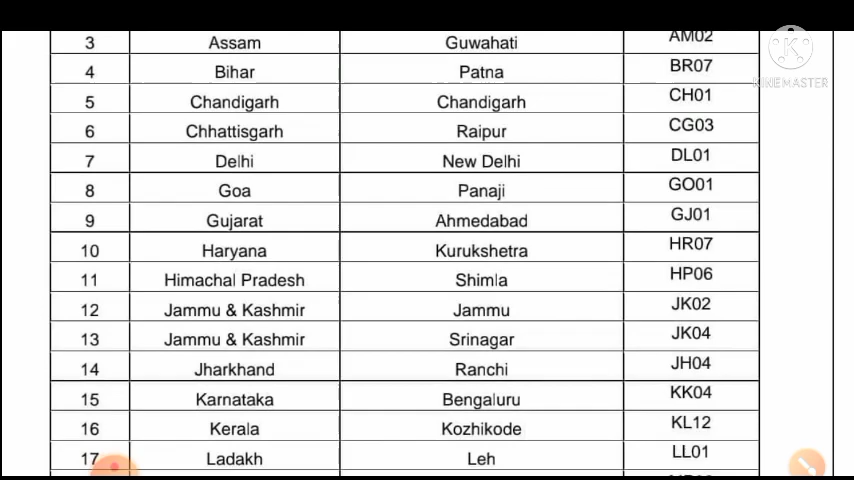 3 Assam Guwahati AM02
4 Bihar Patna BR07
5 Chandigarh Chandigarh CH01
6 Chhattisgarh Raipur CG03
7 Delhi New Delhi DL01
8 Goa Panaji GO01
9 Gujarat Ahmedabad GJ01
10 Haryana Kurukshetra HR07
11 Himachal Pradesh Shimla HP06
12 Jammu & Kashmir Jammu JK02
13 Jammu & Kashmir Srinagar JK04
14 Jharkhand Ranchi JH04
15 Karnataka Bengaluru KK04
16 Kerala Kozhikode KL12
17 Ladakh Leh LL01
K
KINEMASTER